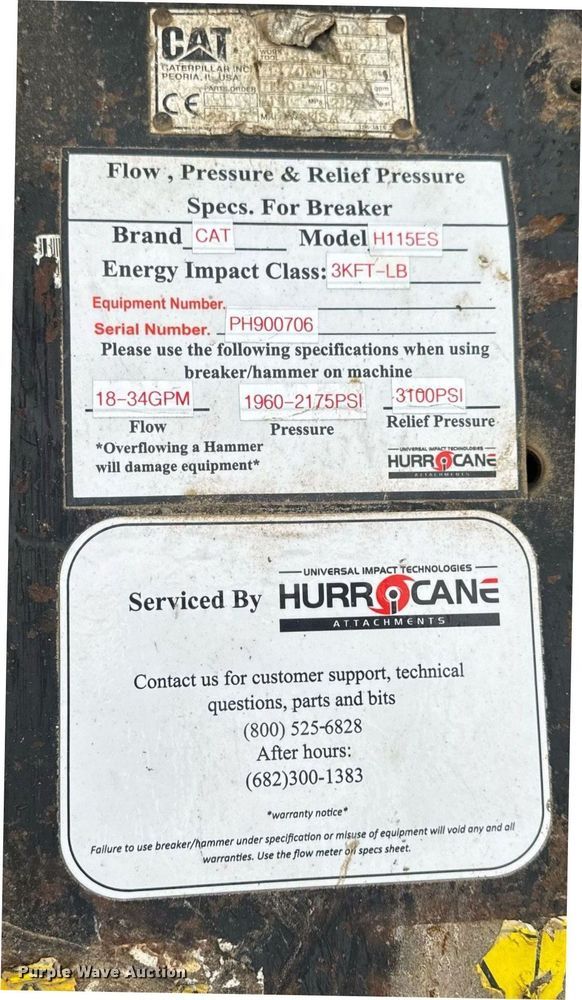 CAT
CATERPILLAR INC
PEORIA, IL. USA
CE
Flow , Pressure & Relief Pressure
Specs. For Breaker
Brand CAT Model H115ES
Energy Impact Class: 3KFT-LB
Equipment Number.
Serial Number. PH900706
Please use the following specifications when using
breaker/hammer on machine
18-34GPM 1960-2175PSI 3100PSI
Flow Pressure Relief Pressure
*Overflowing a Hammer
will damage equipment*
UNIVERSAL IMPACT TECHNOLOGIES
HURRICANE
ATTACHMENTS
UNIVERSAL IMPACT TECHNOLOGIES
Serviced By HURRICANE
ATTACHMENTS
Contact us for customer support, technical
questions, parts and bits
(800) 525-6828
After hours:
(682)300-1383
*warranty notice*
Failure to use breaker/hammer under specification or misuse of equipment will void any and all
warranties. Use the flow meter on specs sheet.
Purple Wave Auction